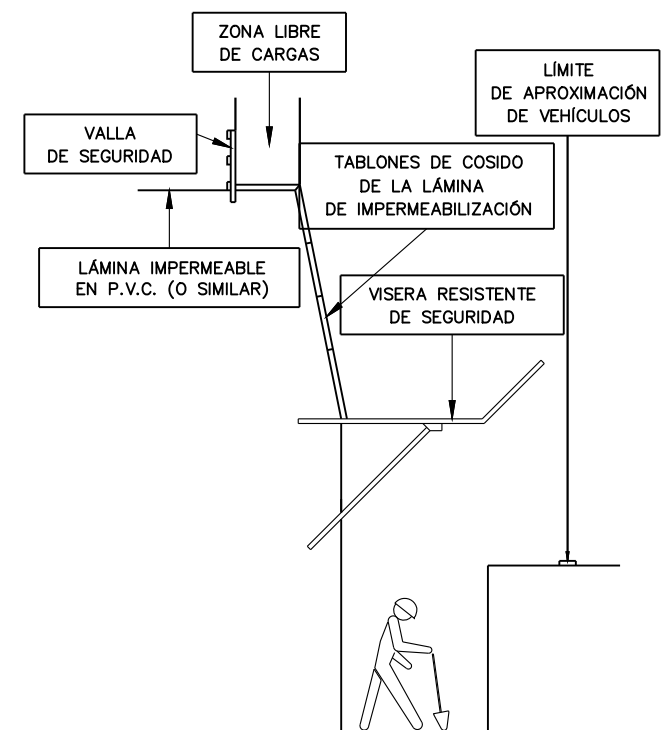 ZONA LIBRE
DE CARGAS
LÍMITE
DE APROXIMACIÓN
DE VEHÍCULOS
VALLA
DE SEGURIDAD
TABLONES DE COSIDO
DE LA LÁMINA
DE IMPERMEABILIZACIÓN
LÁMINA IMPERMEABLE
EN P.V.C. (O SIMILAR)
VISERA RESISTENTE
DE SEGURIDAD